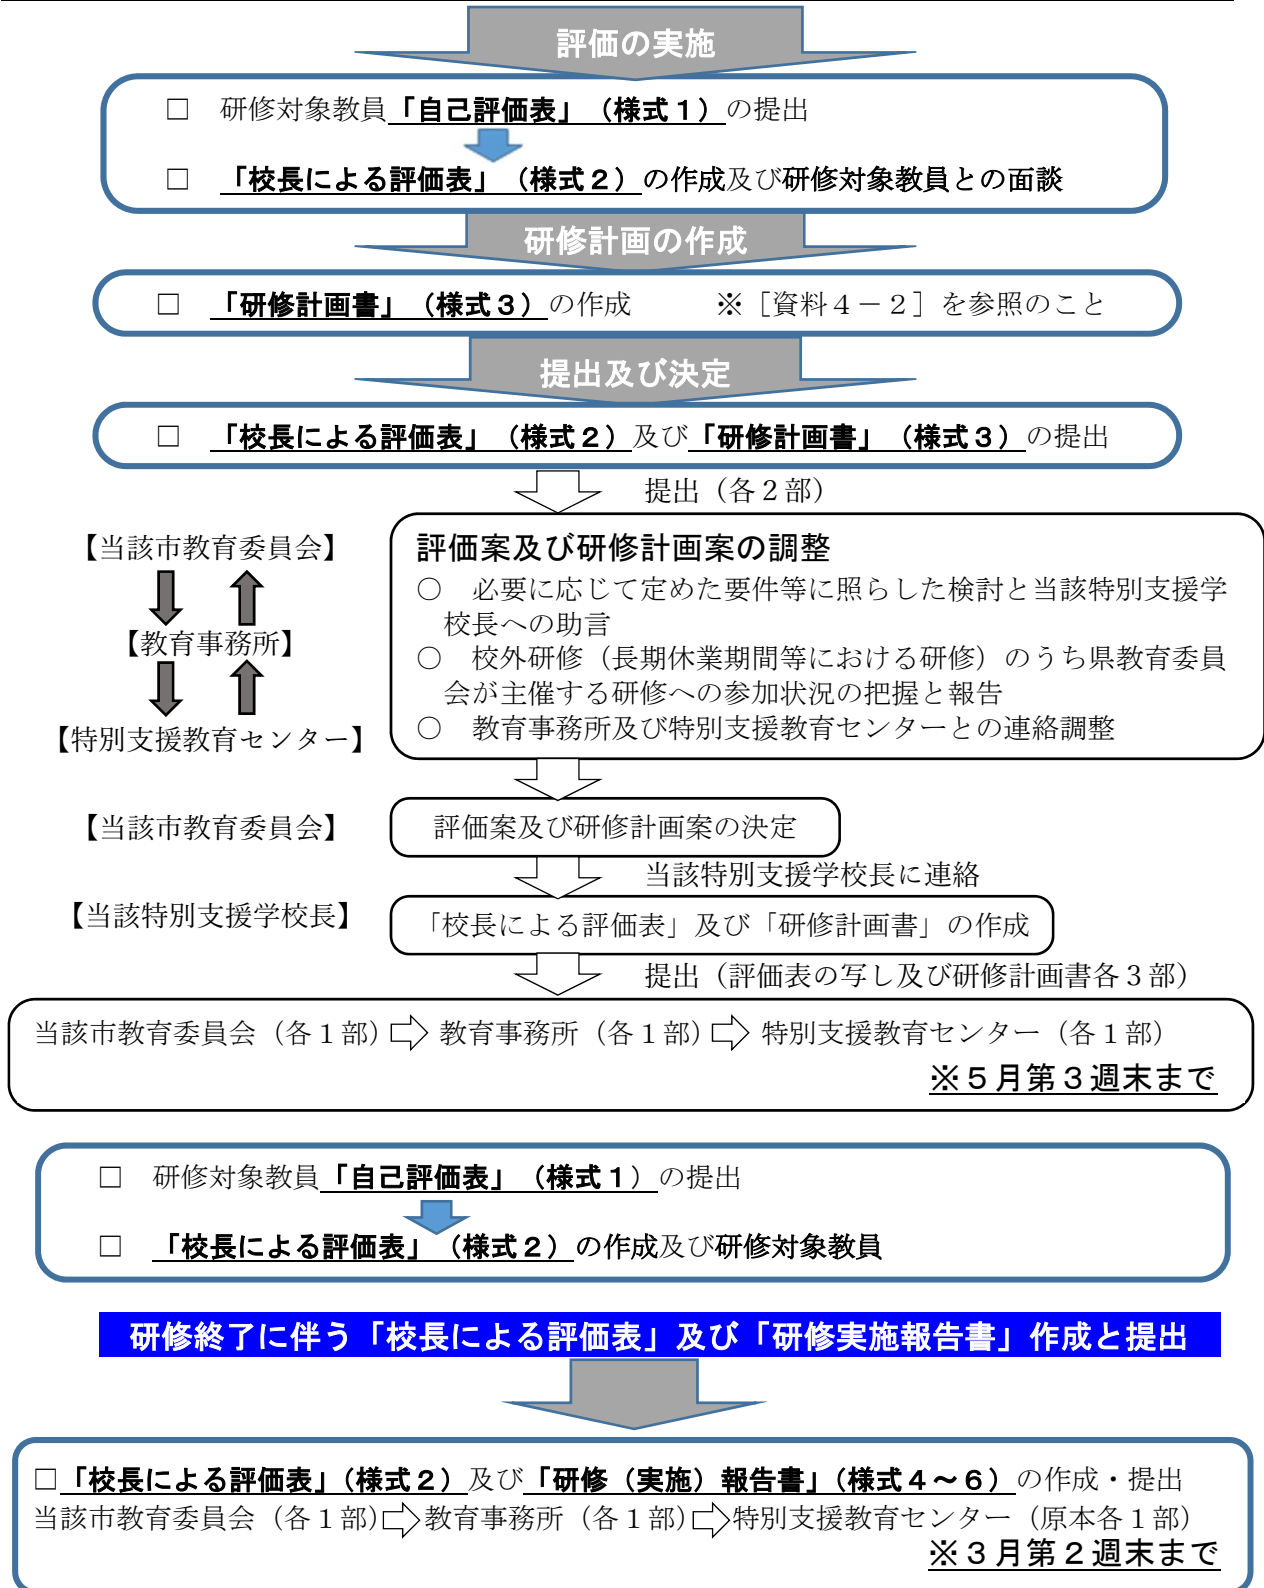 評価の実施
□ 研修対象教員「自己評価表」（様式１）の提出
□ 「校長による評価表」（様式２）の作成及び研修対象教員との面談
研修計画の作成
□ 「研修計画書」（様式３）の作成 ※［資料４－２］を参照のこと
提出及び決定
□ 「校長による評価表」（様式２）及び「研修計画書」（様式３）の提出
提出（各２部）
【当該市教育委員会】
【教育事務所】
【特別支援教育センター】
評価案及び研修計画案の調整
○ 必要に応じて定めた要件等に照らした検討と当該特別支援学
校長への助言
○ 校外研修（長期休業期間等における研修）のうち県教育委員
会が主催する研修への参加状況の把握と報告
○ 教育事務所及び特別支援教育センターとの連絡調整
【当該市教育委員会】
評価案及び研修計画案の決定
当該特別支援学校長に連絡
【当該特別支援学校長】
「校長による評価表」及び「研修計画書」の作成
提出（評価表の写し及び研修計画書各３部）
当該市教育委員会（各１部）⇨ 教育事務所（各１部）⇨ 特別支援教育センター（各１部）
※５月第３週末まで
□ 研修対象教員「自己評価表」（様式１）の提出
□ 「校長による評価表」（様式２）の作成及び研修対象教員
研修終了に伴う「校長による評価表」及び「研修実施報告書」作成と提出
□「校長による評価表」（様式２）及び「研修（実施）報告書」（様式４～６）の作成・提出
当該市教育委員会（各１部）⇨教育事務所（各１部）⇨特別支援教育センター（原本各１部）
※３月第２週末まで